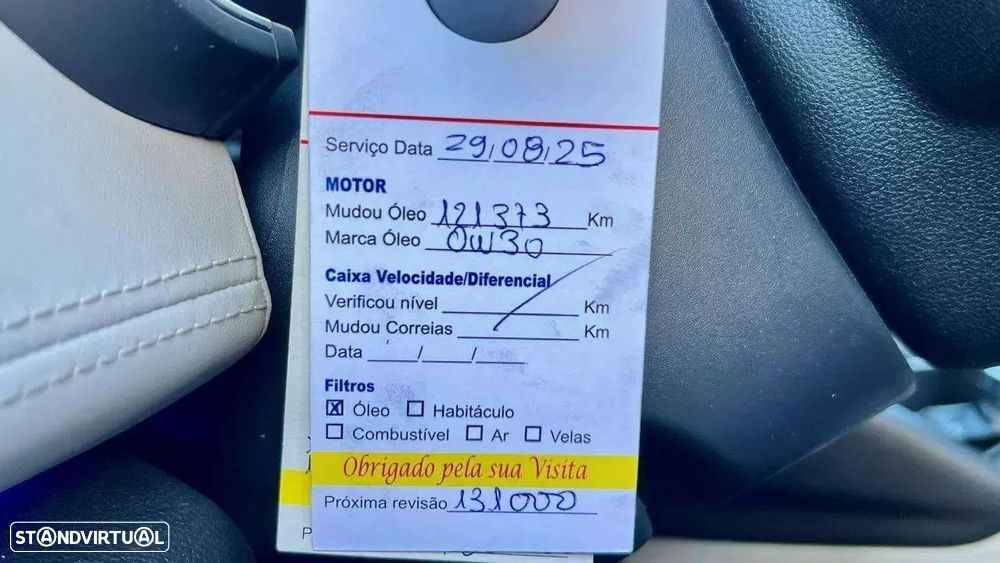 Serviço Data 29/08/25
MOTOR
Mudou Óleo 121373 Km
Marca Óleo 0W30
Caixa Velocidade/Diferencial
Verificou nível Km
Mudou Correias Km
Data / /
Filtros
☒ Óleo ☐ Habitáculo
☐ Combustível ☐ Ar ☐ Velas
Obrigado pela sua Visita
Próxima revisão 131000
STANDVIRTUAL